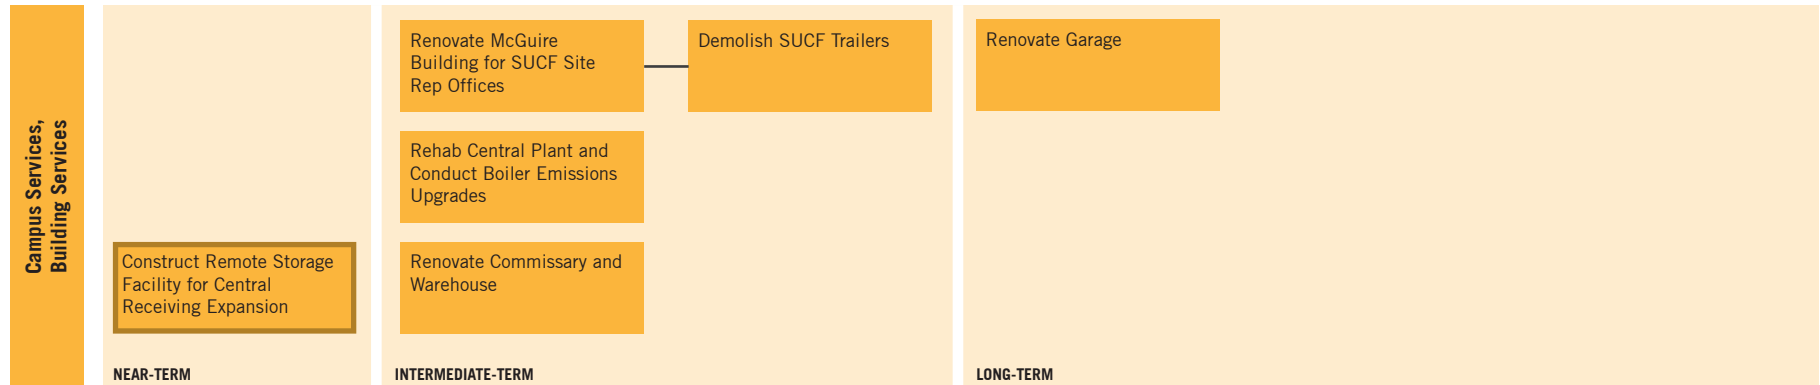 Campus Services,
Building Services
Construct Remote Storage
Facility for Central
Receiving Expansion
NEAR-TERM
Renovate McGuire
Building for SUCF Site
Rep Offices
Demolish SUCF Trailers
Rehab Central Plant and
Conduct Boiler Emissions
Upgrades
Renovate Commissary and
Warehouse
INTERMEDIATE-TERM
Renovate Garage
LONG-TERM